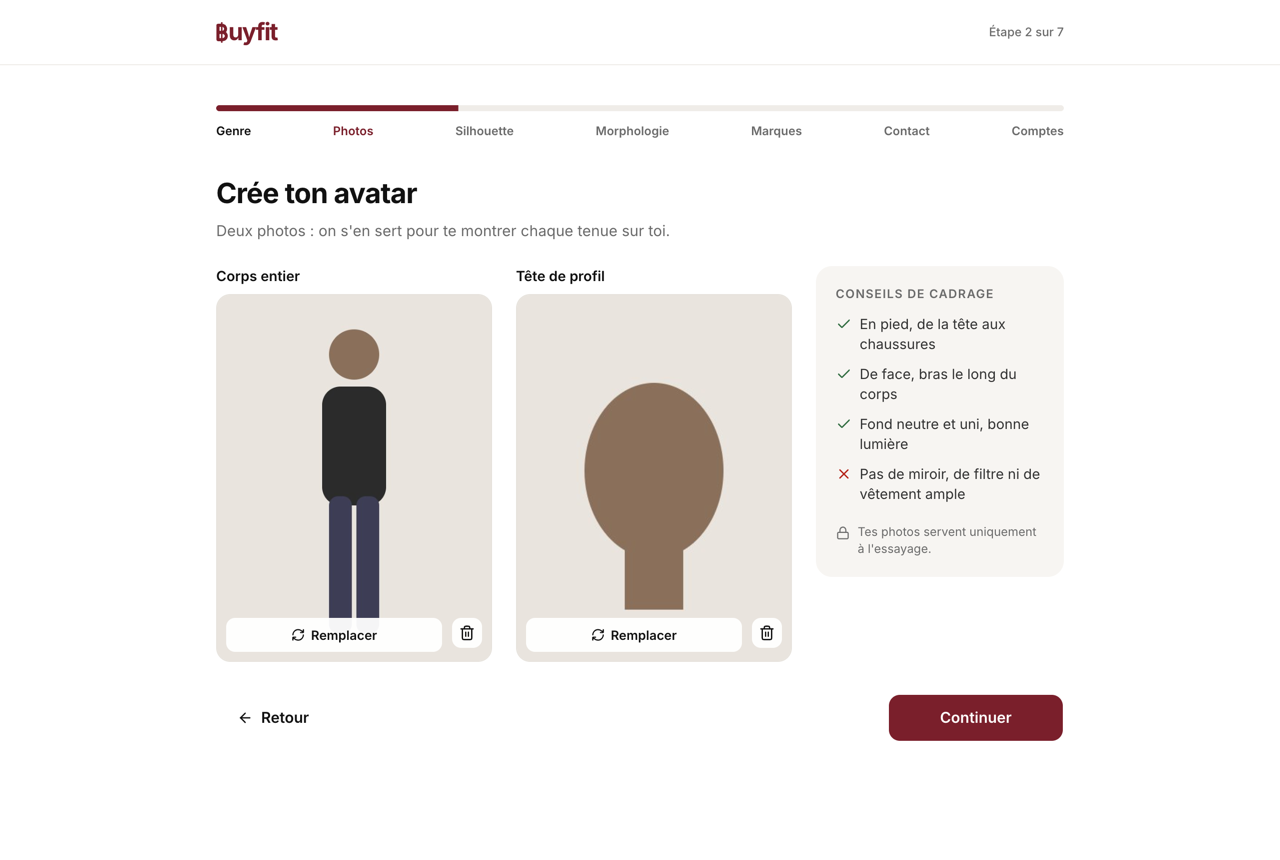 Buyfit
Étape 2 sur 7
Genre
Photos
Silhouette
Morphologie
Marques
Contact
Comptes
Crée ton avatar
Deux photos : on s'en sert pour te montrer chaque tenue sur toi.
Corps entier
Tête de profil
Remplacer
Remplacer
CONSEILS DE CADRAGE
En pied, de la tête aux
chaussures
De face, bras le long du
corps
Fond neutre et uni, bonne
lumière
Pas de miroir, de filtre ni de
vêtement ample
Tes photos servent uniquement
à l'essayage.
Retour
Continuer